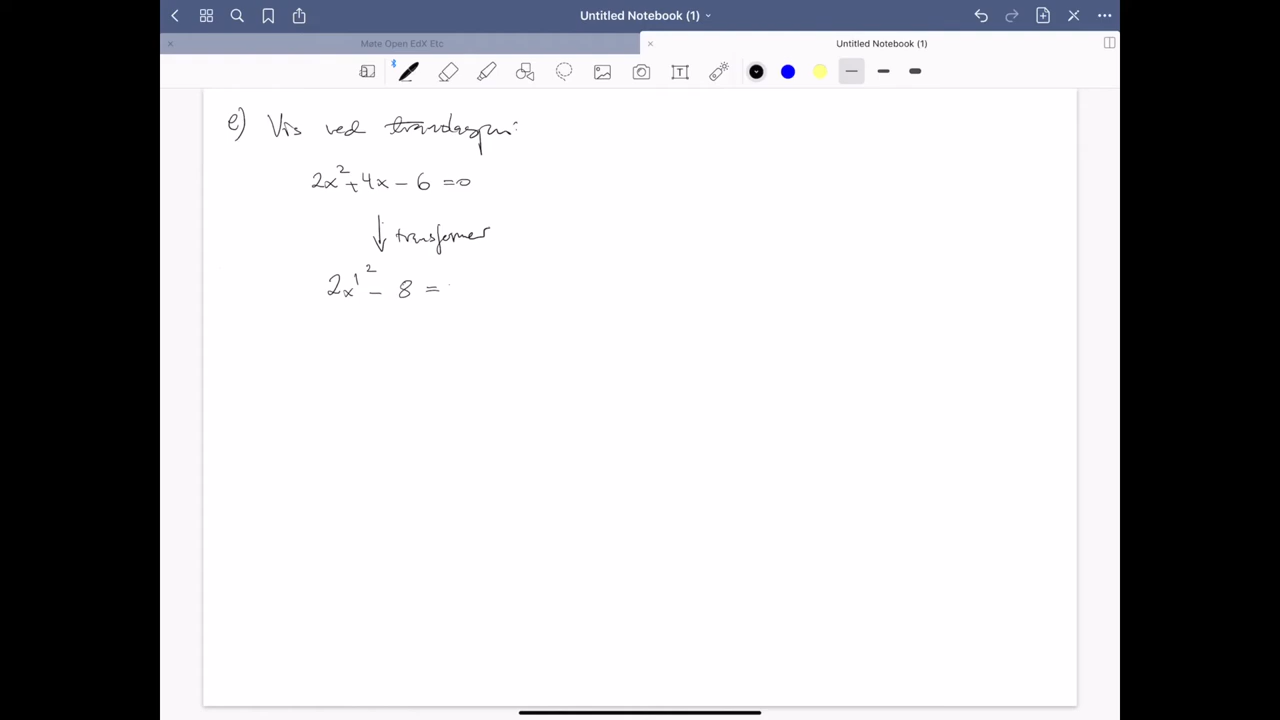 Untitled Notebook (1)
Møte Open EdX Etc
Untitled Notebook (1)
e) Vis ved
2x² + 4x - 6 = 0
↓ transformer
2x'² - 8 =